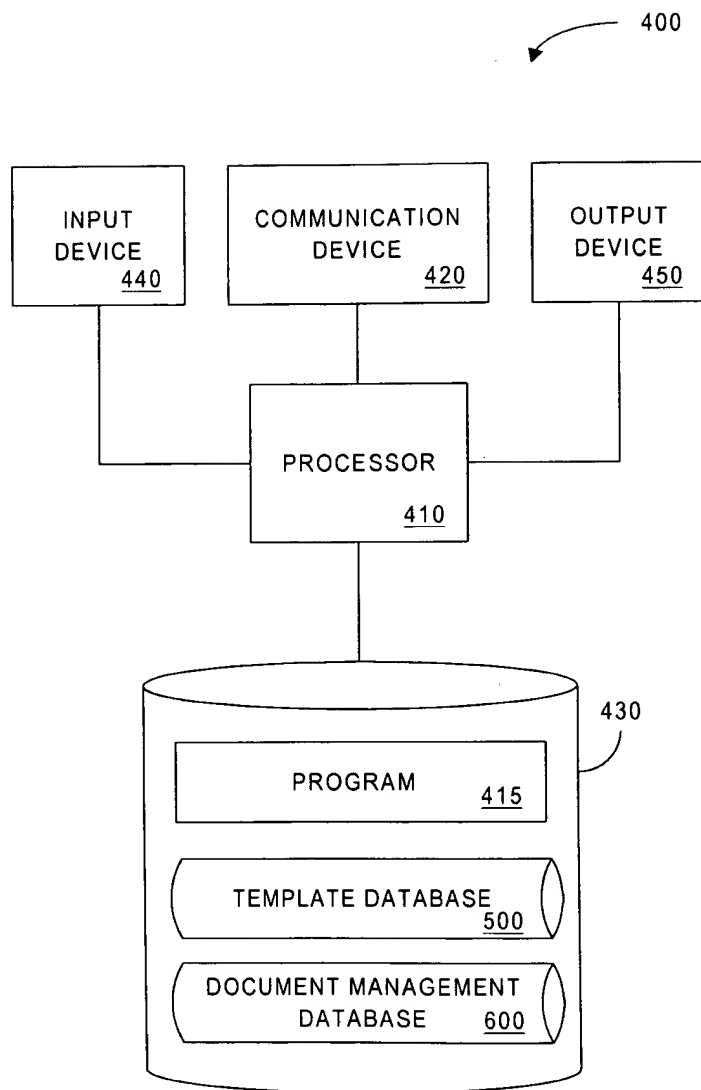 400
INPUT
DEVICE
440
COMMUNICATION
DEVICE
420
OUTPUT
DEVICE
450
PROCESSOR
410
430
PROGRAM
415
TEMPLATE DATABASE
500
DOCUMENT MANAGEMENT
DATABASE
600